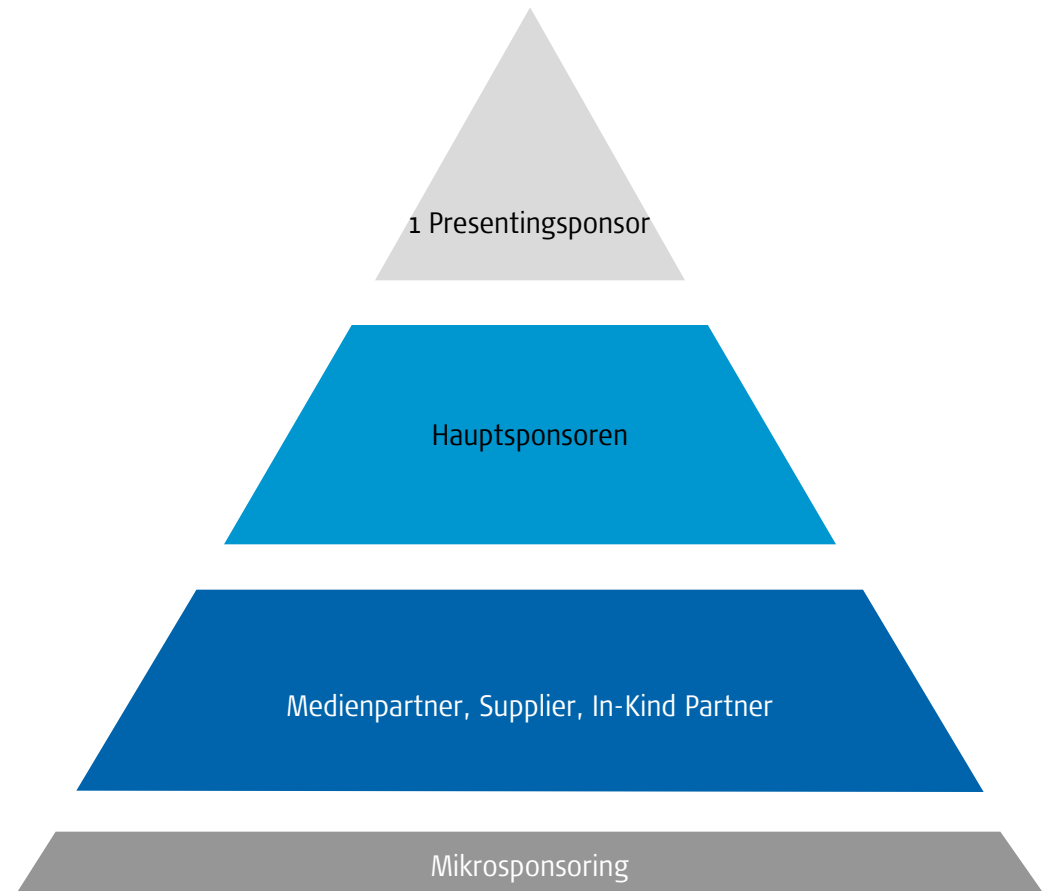 1 Presentingsponsor
Hauptsponsoren
Medienpartner, Supplier, In-Kind Partner
Mikrosponsoring